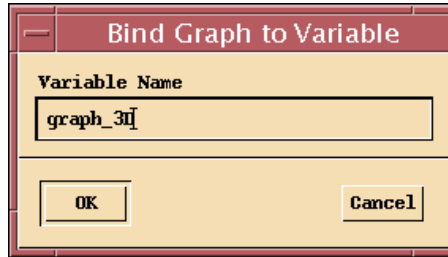 Bind Graph to Variable
Variable Name
graph_3D
OK
Cancel